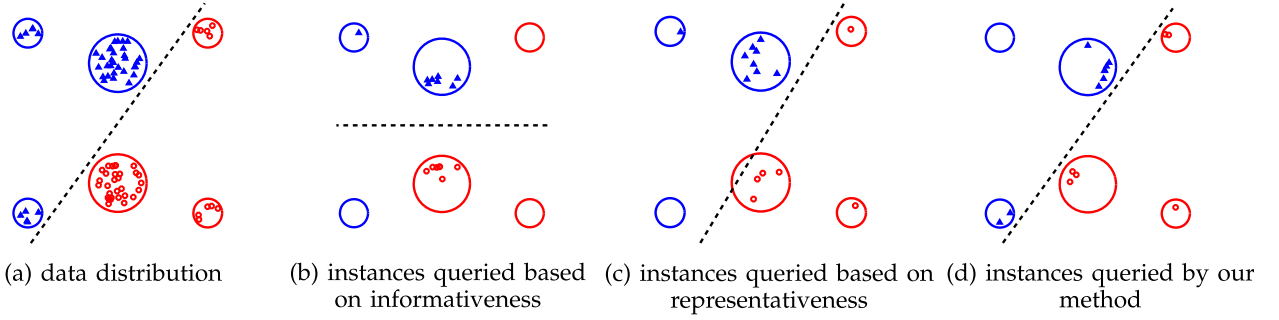 (a) data distribution
(b) instances queried based
on informativeness
(c) instances queried based on
representativeness
(d) instances queried by our
method